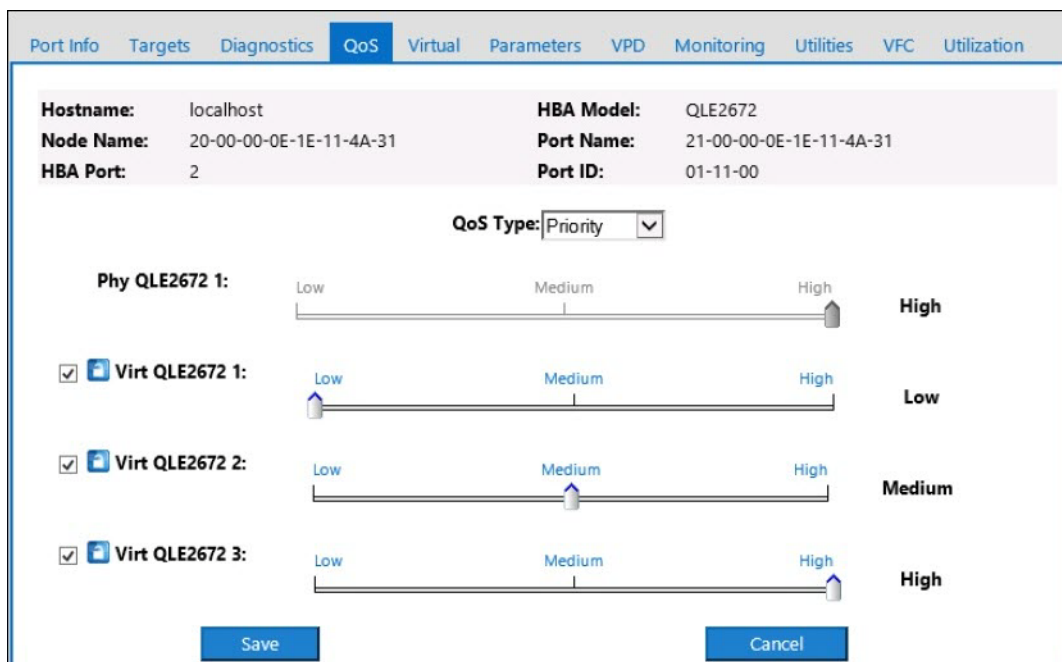 Port Info Targets Diagnostics QoS Virtual Parameters VPD Monitoring Utilities VFC Utilization
Hostname: localhost HBA Model: QLE2672
Node Name: 20-00-00-0E-1E-11-4A-31 Port Name: 21-00-00-0E-1E-11-4A-31
HBA Port: 2 Port ID: 01-11-00
QoS Type: Priority
Phy QLE2672 1: Low Medium High High
Virt QLE2672 1: Low Medium High Low
Virt QLE2672 2: Low Medium High Medium
Virt QLE2672 3: Low Medium High High
Save Cancel